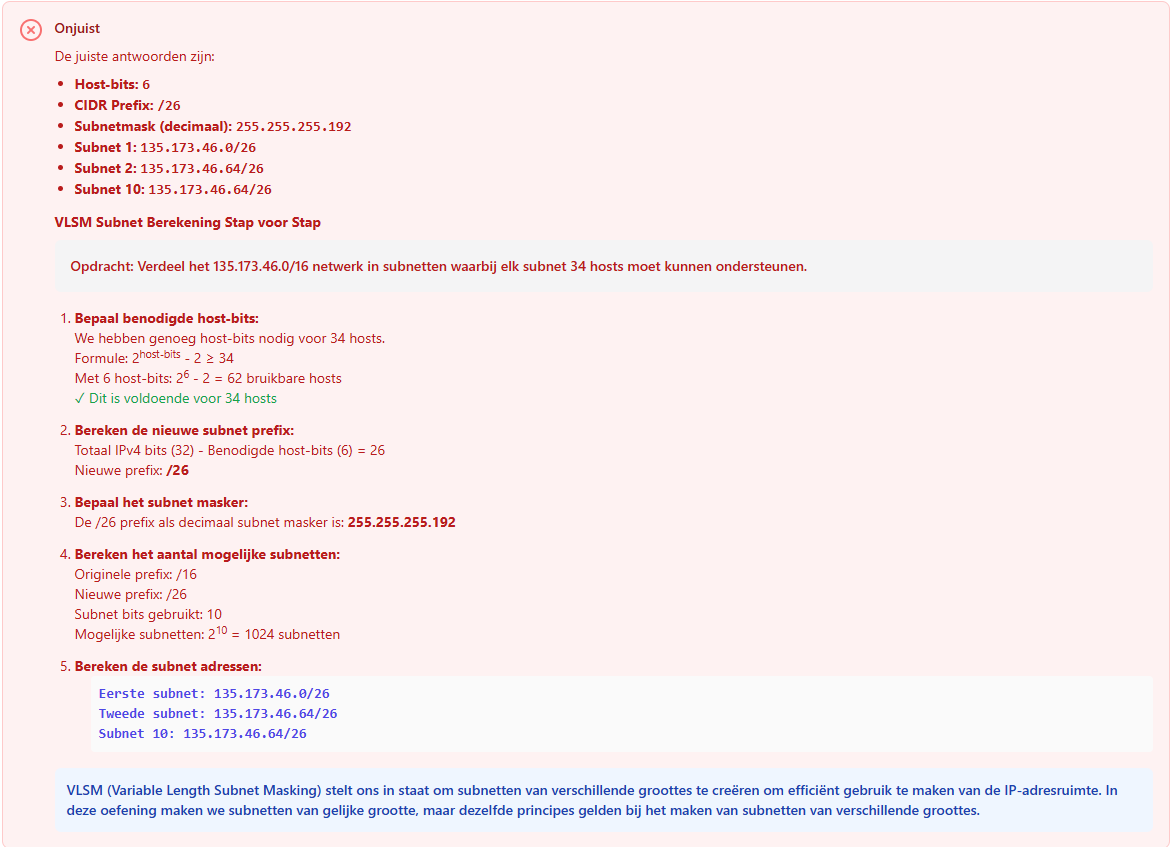 Onjuist
De juiste antwoorden zijn:
• Host-bits: 6
• CIDR Prefix: /26
• Subnetmask (decimaal): 255.255.255.192
• Subnet 1: 135.173.46.0/26
• Subnet 2: 135.173.46.64/26
• Subnet 10: 135.173.46.64/26
VLSM Subnet Berekening Stap voor Stap
Opdracht: Verdeel het 135.173.46.0/16 netwerk in subnetten waarbij elk subnet 34 hosts moet kunnen ondersteunen.
1. Bepaal benodigde host-bits:
We hebben genoeg host-bits nodig voor 34 hosts.
Formule: 2^host-bits - 2 ≥ 34
Met 6 host-bits: 2^6 - 2 = 62 bruikbare hosts
✓ Dit is voldoende voor 34 hosts
2. Bereken de nieuwe subnet prefix:
Totaal IPv4 bits (32) - Benodigde host-bits (6) = 26
Nieuwe prefix: /26
3. Bepaal het subnet masker:
De /26 prefix als decimaal subnet masker is: 255.255.255.192
4. Bereken het aantal mogelijke subnetten:
Originele prefix: /16
Nieuwe prefix: /26
Subnet bits gebruikt: 10
Mogelijke subnetten: 2^10 = 1024 subnetten
5. Bereken de subnet adressen:
Eerste subnet: 135.173.46.0/26
Tweede subnet: 135.173.46.64/26
Subnet 10: 135.173.46.64/26
VLSM (Variable Length Subnet Masking) stelt ons in staat om subnetten van verschillende groottes te creëren om efficiënt gebruik te maken van de IP-adresruimte. In
deze oefening maken we subnetten van gelijke grootte, maar dezelfde principes gelden bij het maken van subnetten van verschillende groottes.